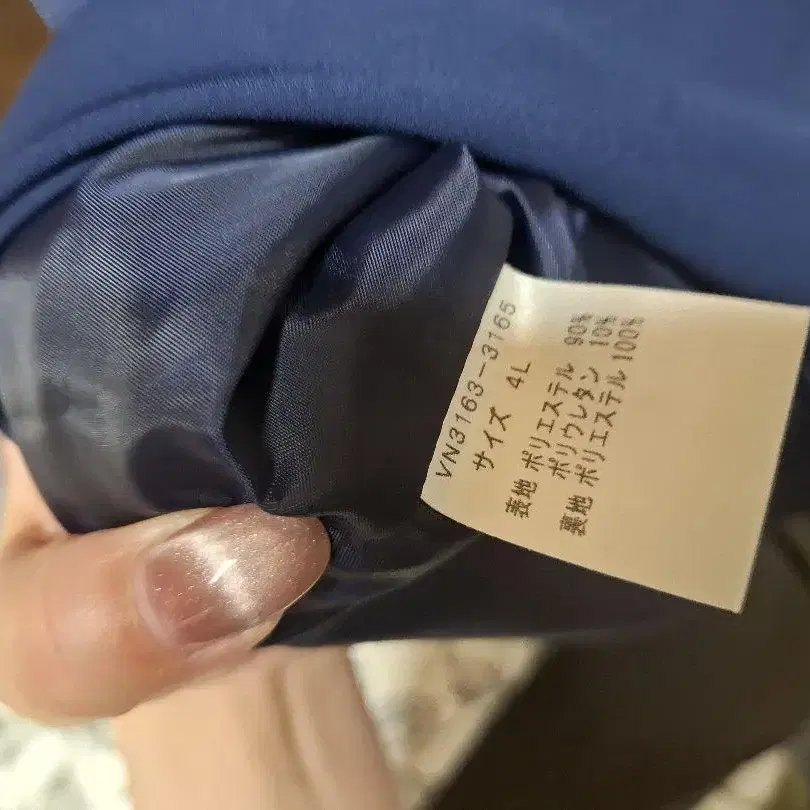 VN3163-3165
サイズ 4L
表地 ポリエステル 90%
ポリウレタン 10%
裏地 ポリエステル 100%